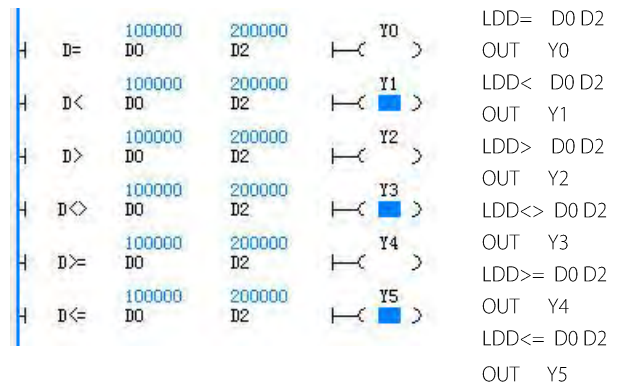 100000 200000 Y0
D= D0 D2
100000 200000 Y1
D< D0 D2
100000 200000 Y2
D> D0 D2
100000 200000 Y3
D<> D0 D2
100000 200000 Y4
D>= D0 D2
100000 200000 Y5
D<= D0 D2
LDD= D0 D2
OUT Y0
LDD< D0 D2
OUT Y1
LDD> D0 D2
OUT Y2
LDD<> D0 D2
OUT Y3
LDD>= D0 D2
OUT Y4
LDD<= D0 D2
OUT Y5